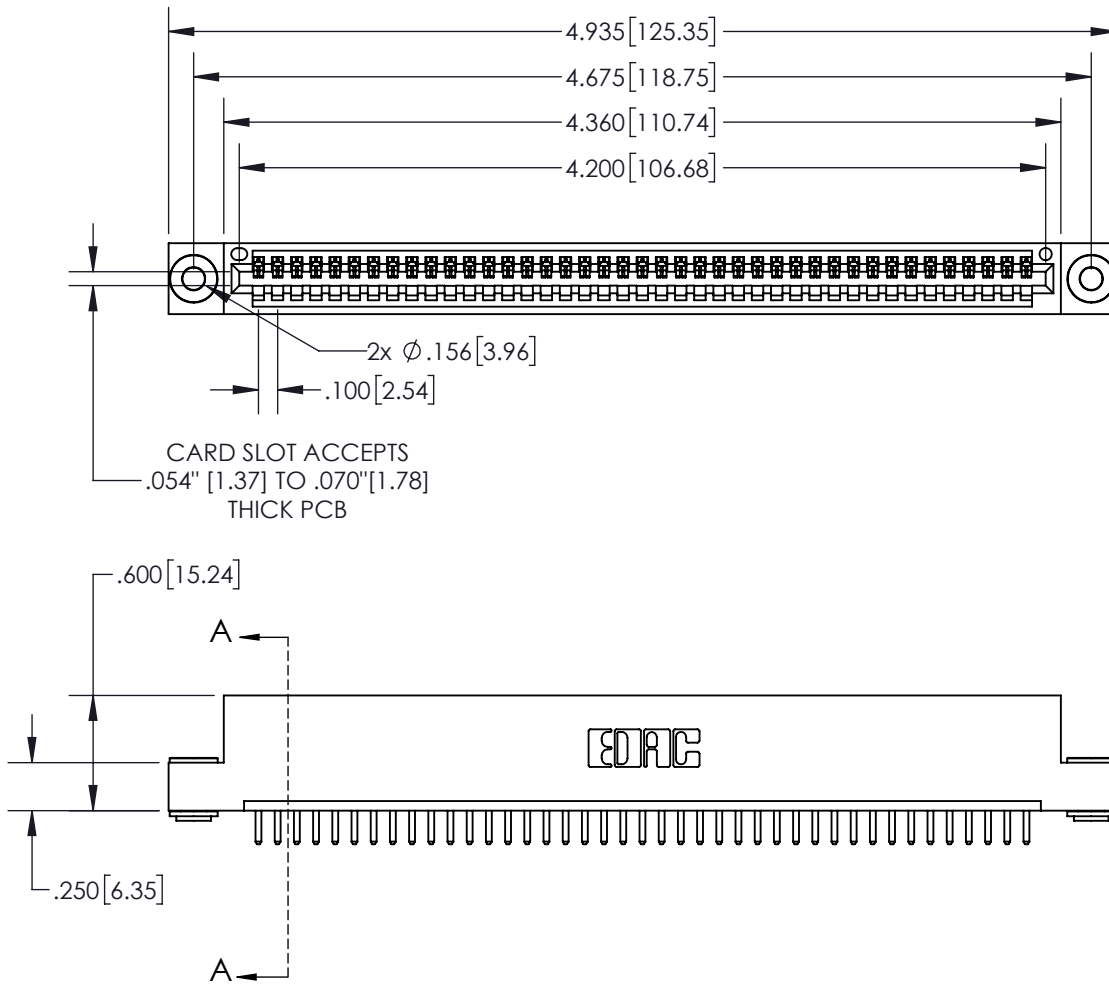 4.935[125.35]
4.675[118.75]
4.360[110.74]
4.200[106.68]
2x Ø.156[3.96]
.100[2.54]
CARD SLOT ACCEPTS
.054" [1.37] TO .070"[1.78]
THICK PCB
.600[15.24]
A
EDAC
.250[6.35]
A